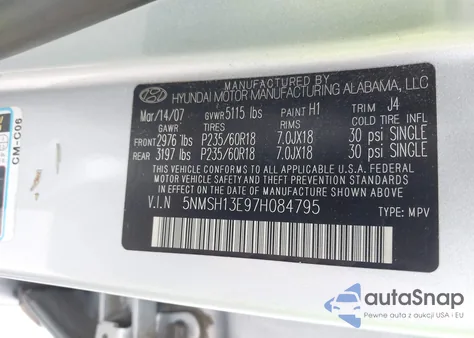 MANUFACTURED BY
HYUNDAI MOTOR MANUFACTURING ALABAMA, LLC
Mar/14/07 GVWR 5115 lbs PAINT H1 TRIM J4
GAWR TIRES RIMS COLD TIRE INFL
FRONT 2976 lbs P235/60R18 7.0JX18 30 psi SINGLE
REAR 3197 lbs P235/60R18 7.0JX18 30 psi SINGLE
THIS VEHICLE CONFORMS TO ALL APPLICABLE U.S.A. FEDERAL
MOTOR VEHICLE SAFETY AND THEFT PREVENTION STANDARDS
IN EFFECT ON THE DATE OF MANUFACTURE SHOWN ABOVE.
V.I.N 5NMSH13E97H084795 TYPE: MPV
CM-C06
autoSnap
Pewne auta z aukcji USA i EU